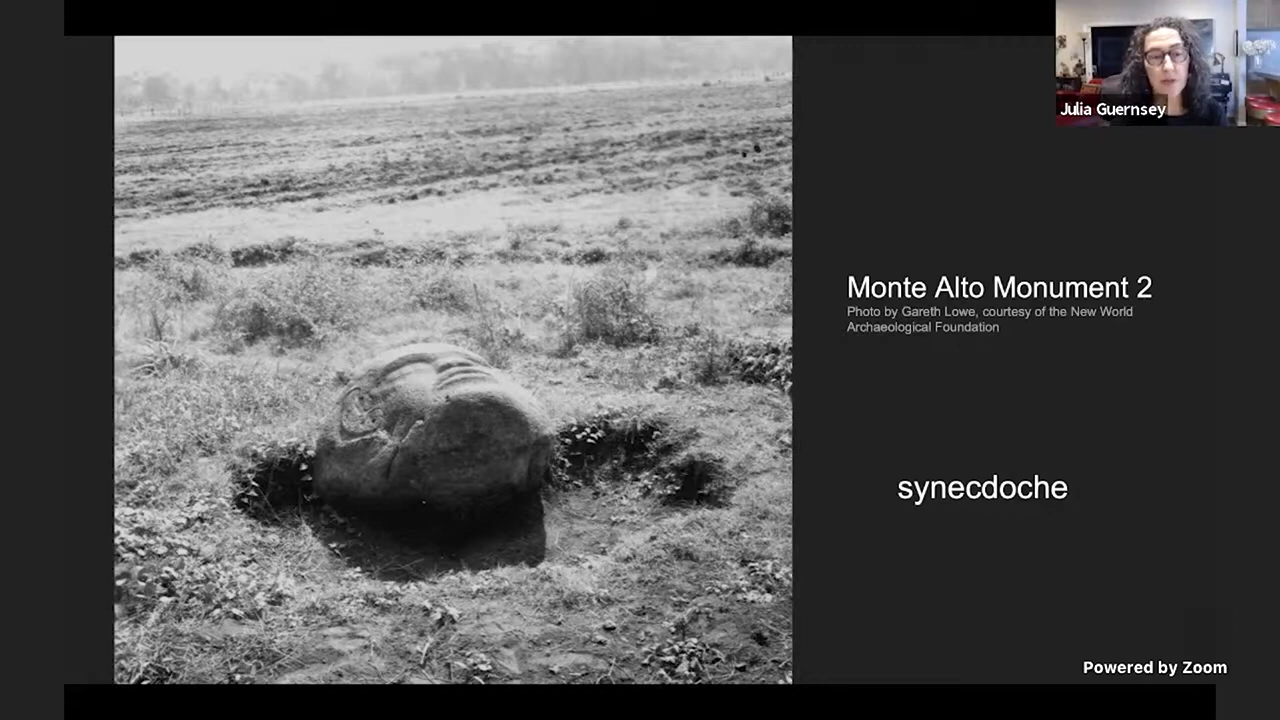 Julia Guernsey
Monte Alto Monument 2
Photo by Gareth Lowe, courtesy of the New World
Archaeological Foundation
synecdoche
Powered by Zoom